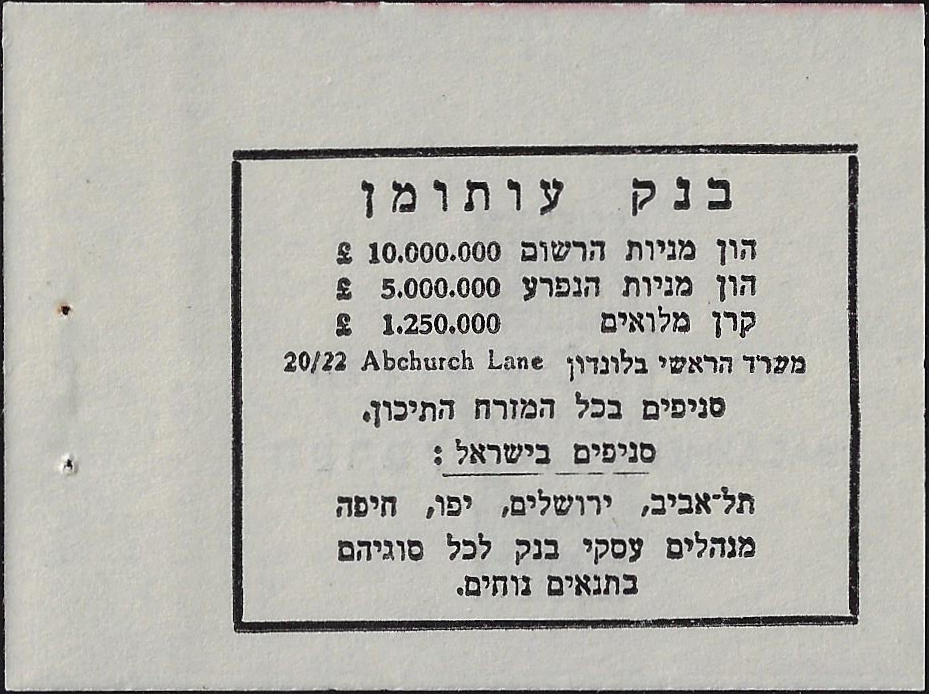 בנק עותומן
הון מניות הרשום 10.000.000 £
הון מניות הנפרע 5.000.000 £
קרן מלואים 1.250.000 £
מערד הראשי בלונדון 20/22 Abchurch Lane
סניפים בכל המזרח התיכון.
סניפים בישראל :
תל־אביב, ירושלים, יפו, חיפה
מנהלים עסקי בנק לכל סוגיהם
בתנאים נוחים.